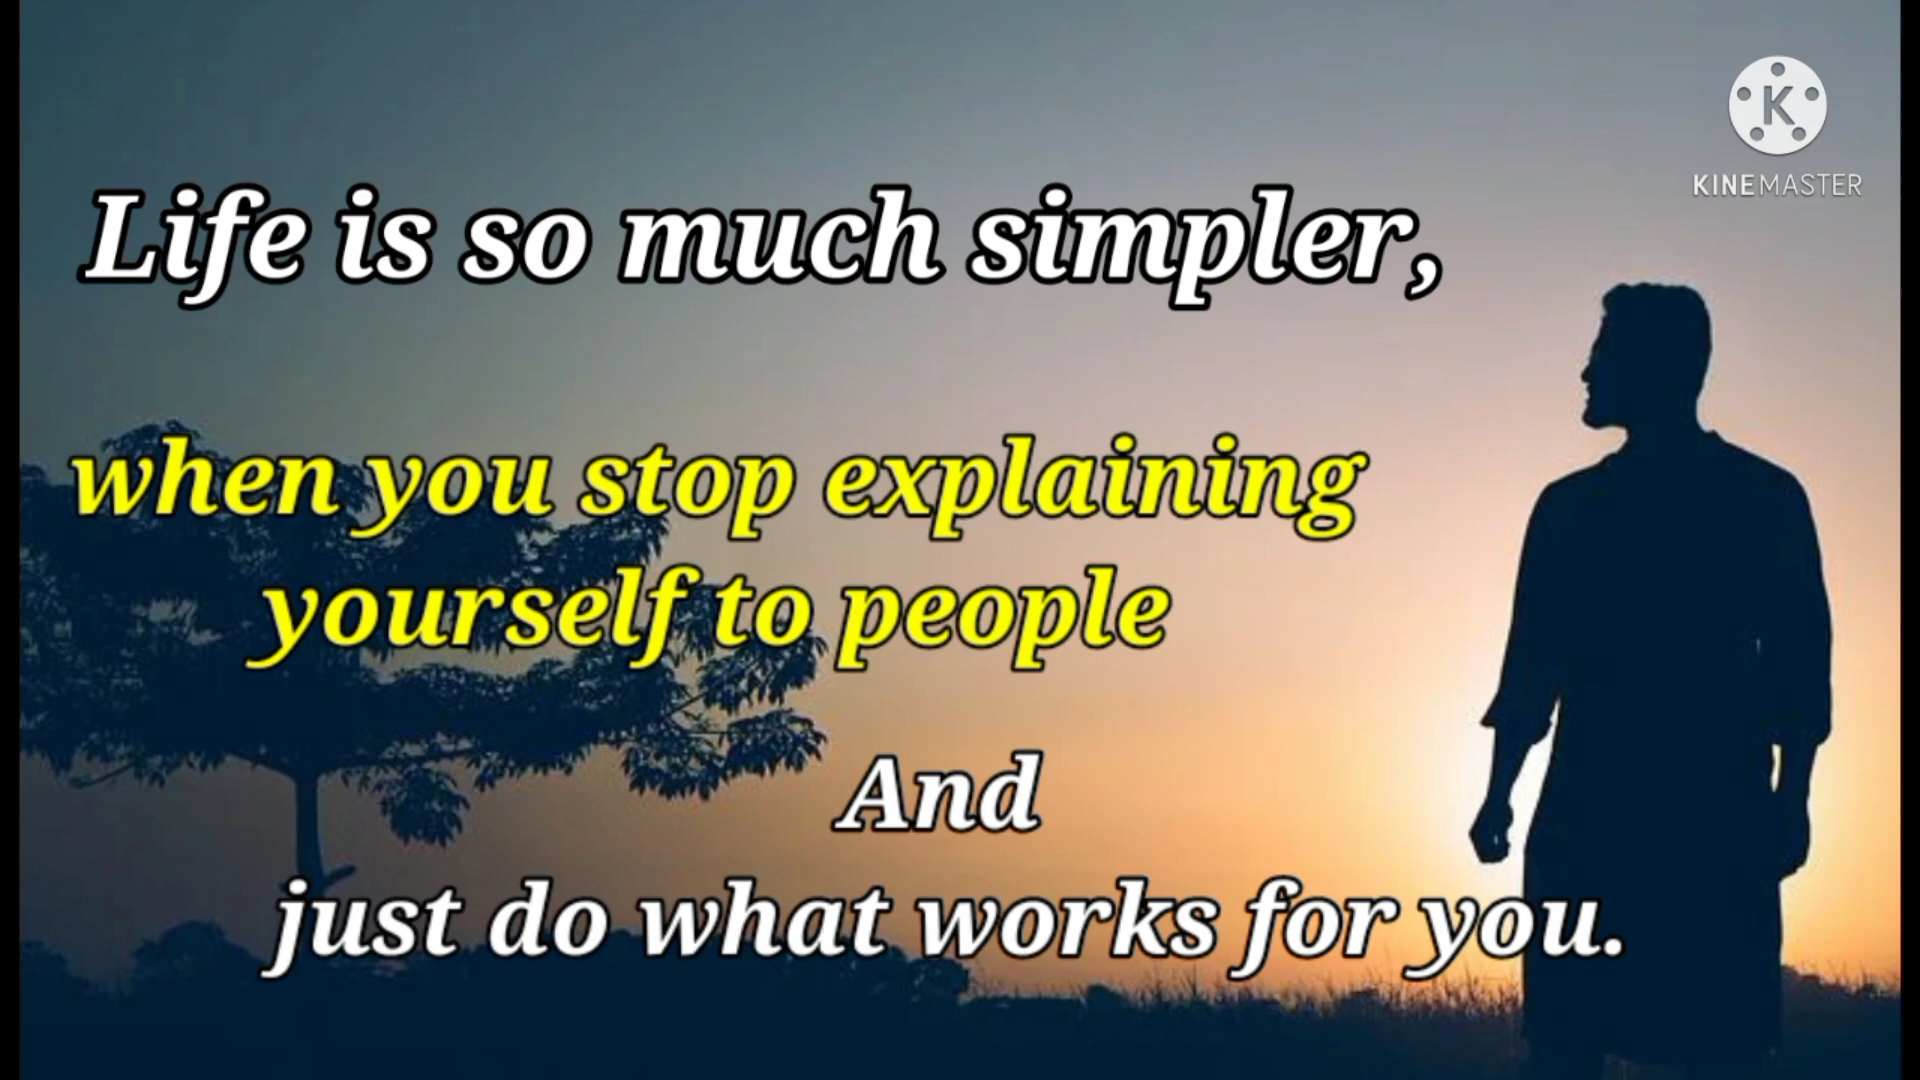 K
KINEMASTER
Life is so much simpler,
when you stop explaining
yourself to people
And
just do what works for you.